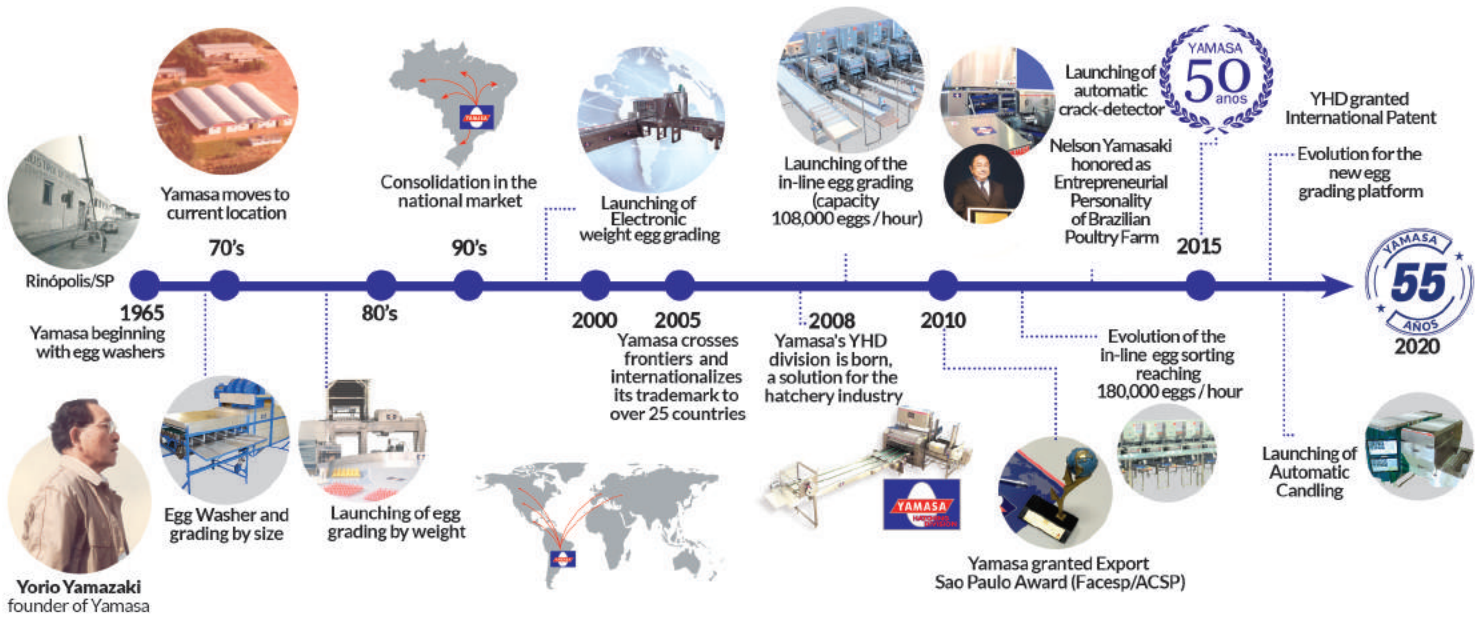 Rinópolis/SP
1965
Yamasa beginning
with egg washers
Yorio Yamazaki
founder of Yamasa
Yamasa moves to
current location
70's
Egg Washer and
grading by size
80's
Launching of egg
grading by weight
YAMASA
Consolidation in the
national market
90's
Launching of
Electronic
weight egg grading
2000
2005
Yamasa crosses
frontiers and
internationalizes
its trademark to
over 25 countries
2008
Yamasa's YHD
division is born,
a solution for the
hatchery industry
YAMASA
HATCHING
DIVISION
Launching of the
in-line egg grading
(capacity
108,000 eggs / hour)
2010
Yamasa granted Export
Sao Paulo Award (Facesp/ACSP)
Launching of
automatic
crack-detector
Nelson Yamasaki
honored as
Entrepreneurial
Personality
of Brazilian
Poultry Farm
Evolution of the
in-line egg sorting
reaching
180,000 eggs / hour
YAMASA
50
anos
2015
YHD granted
International Patent
Evolution for the
new egg
grading platform
Launching of
Automatic
Candling
YAMASA
55
AÑOS
2020